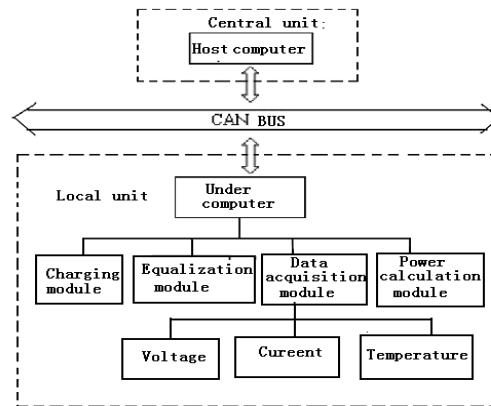 Central unit:
Host computer
CAN BUS
Local unit
Under
computer
Charging
module
Equalization
module
Data
acquisition
module
Power
calculation
module
Voltage
Cureent
Temperature